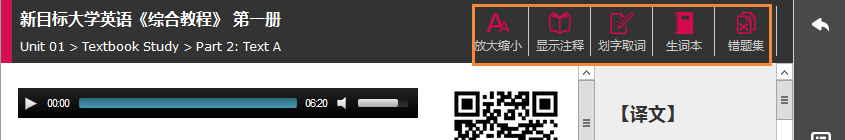 新目标大学英语《综合教程》 第一册
Unit 01 > Textbook Study > Part 2: Text A
放大缩小 显示注释 划字取词 生词本 错题集
00:00 06:20
【译文】